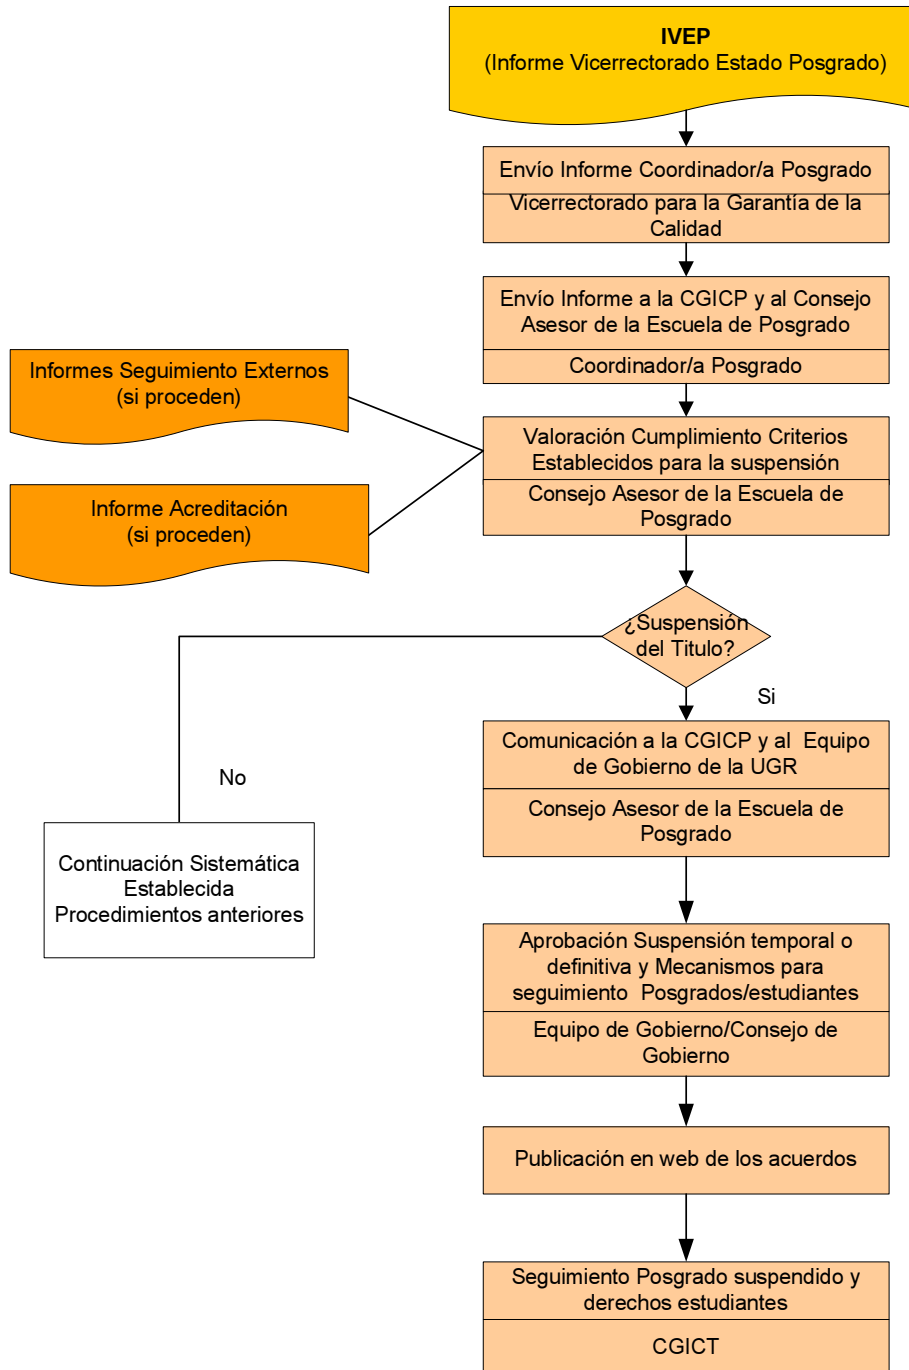 IVEP
(Informe Vicerrectorado Estado Posgrado)
Envío Informe Coordinador/a Posgrado
Vicerrectorado para la Garantía de la
Calidad
Envío Informe a la CGICP y al Consejo
Asesor de la Escuela de Posgrado
Coordinador/a Posgrado
Informes Seguimiento Externos
(si proceden)
Valoración Cumplimiento Criterios
Establecidos para la suspensión
Consejo Asesor de la Escuela de
Posgrado
Informe Acreditación
(si proceden)
¿Suspensión
del Titulo?
Si
No
Comunicación a la CGICP y al Equipo
de Gobierno de la UGR
Consejo Asesor de la Escuela de
Posgrado
Continuación Sistemática
Establecida
Procedimientos anteriores
Aprobación Suspensión temporal o
definitiva y Mecanismos para
seguimiento Posgrados/estudiantes
Equipo de Gobierno/Consejo de
Gobierno
Publicación en web de los acuerdos
Seguimiento Posgrado suspendido y
derechos estudiantes
CGICT